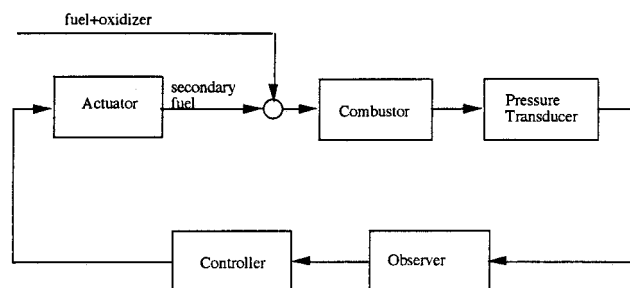 fuel+oxidizer
Actuator
secondary
fuel
Combustor
Pressure
Transducer
Controller
Observer